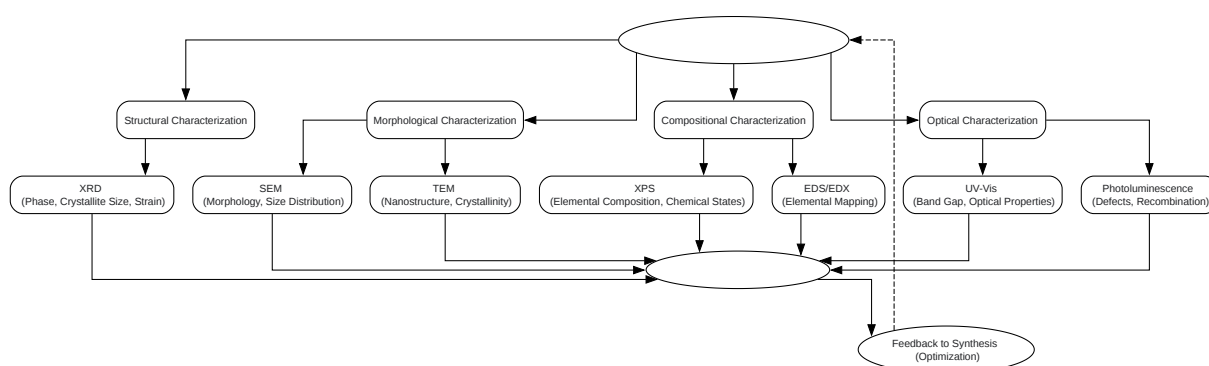 Structural Characterization
Morphological Characterization
Compositional Characterization
Optical Characterization
XRD
(Phase, Crystallite Size, Strain)
SEM
(Morphology, Size Distribution)
TEM
(Nanostructure, Crystallinity)
XPS
(Elemental Composition, Chemical States)
EDS/EDX
(Elemental Mapping)
UV-Vis
(Band Gap, Optical Properties)
Photoluminescence
(Defects, Recombination)
Feedback to Synthesis
(Optimization)